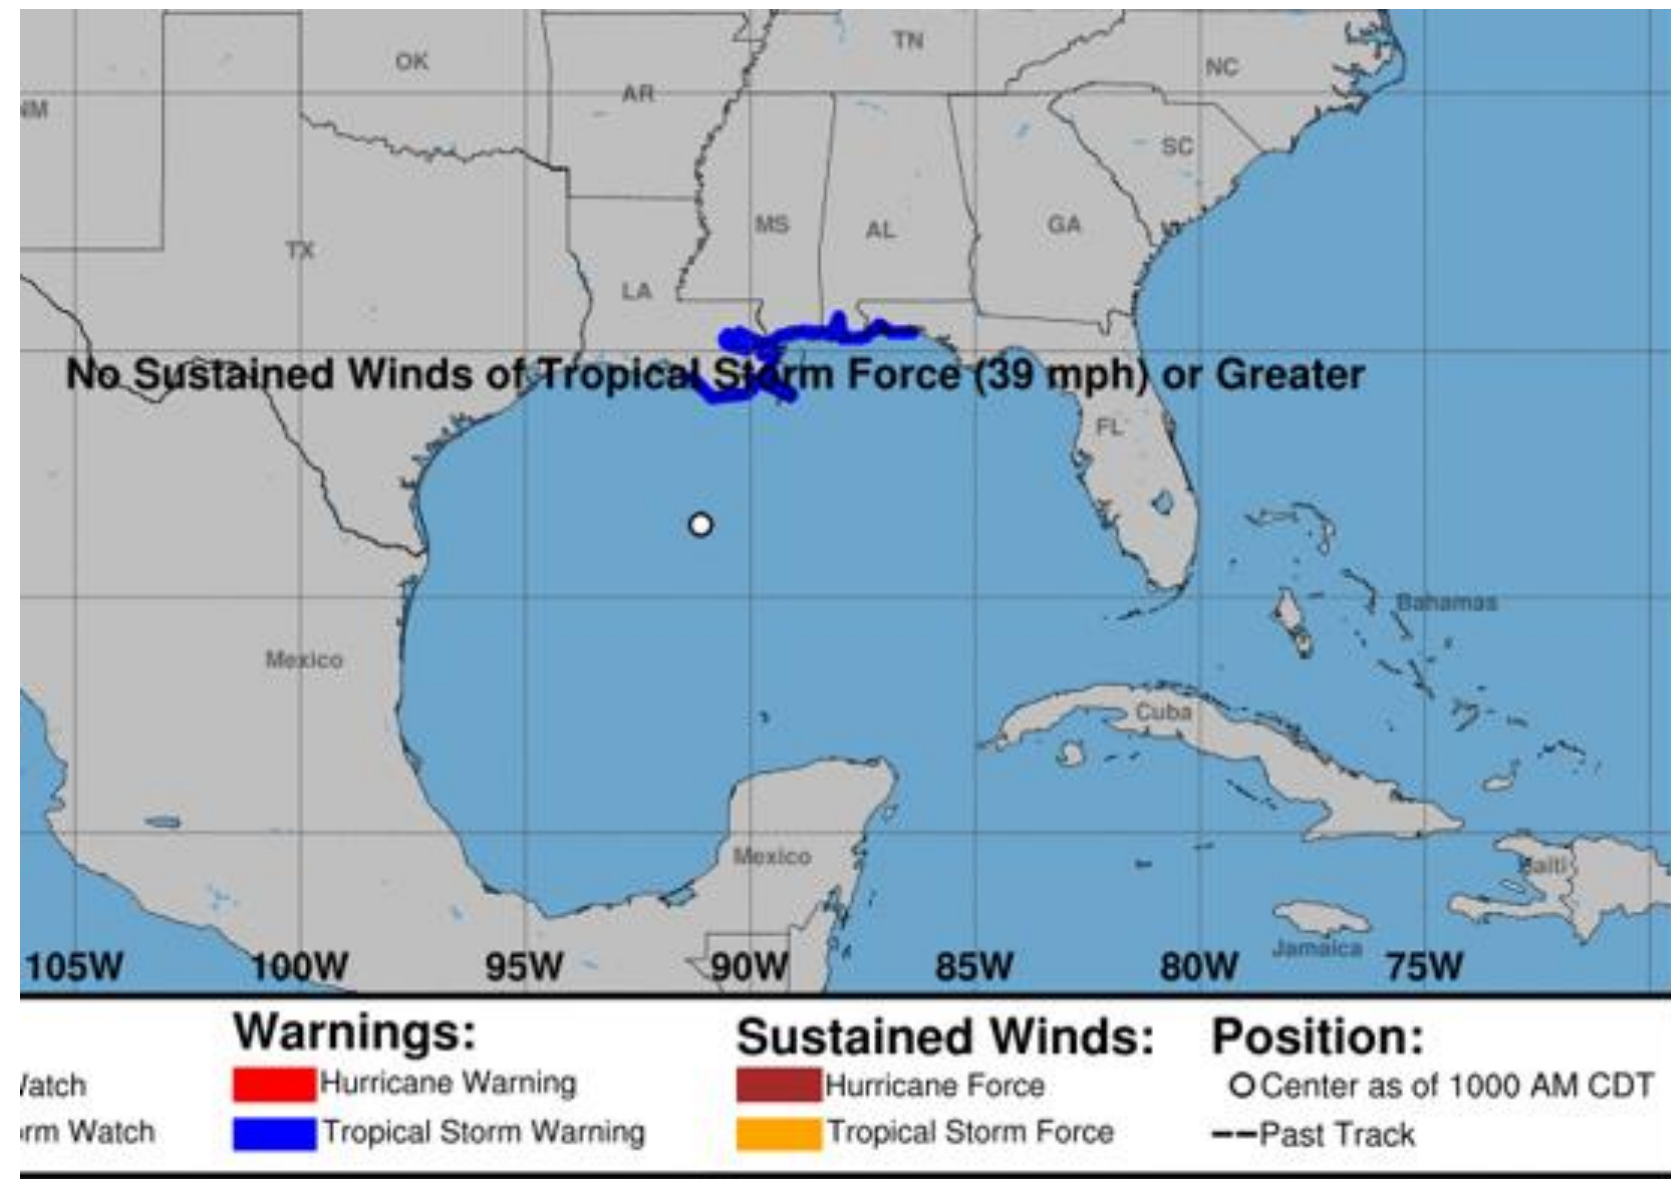 TN
OK
NC
AR
NM
SC
MS
AL
GA
TX
LA
No Sustained Winds of Tropical Storm Force (39 mph) or Greater
FL
Bahamas
Mexico
Cuba
Mexico
Haiti
Jamaica
105W 100W 95W 90W 85W 80W 75W
Warnings: Sustained Winds: Position:
Watch Hurricane Warning Hurricane Force Center as of 1000 AM CDT
rm Watch Tropical Storm Warning Tropical Storm Force Past Track